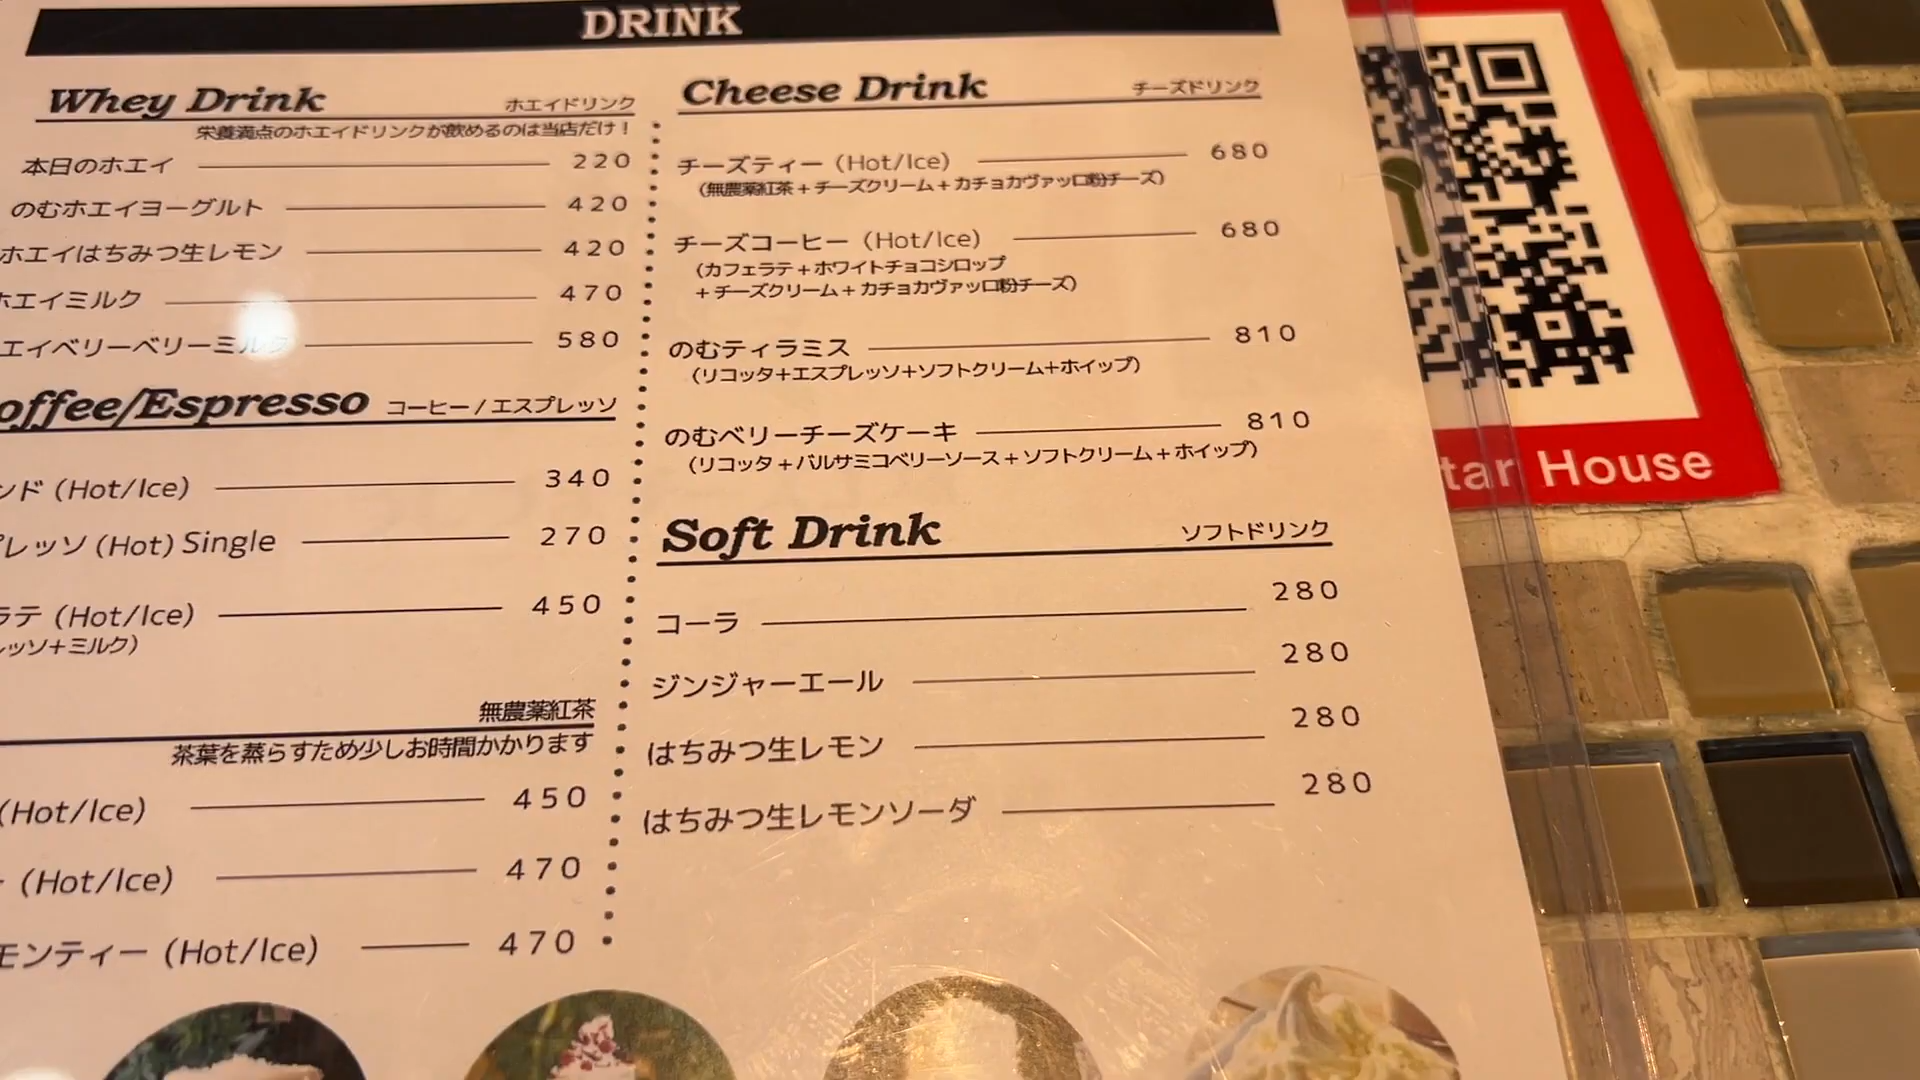 DRINK
Whey Drink ホエイドリンク
栄養満点のホエイドリンクが飲めるのは当店だけ！
本日のホエイ 220
のむホエイヨーグルト 420
ホエイはちみつ生レモン 420
ホエイミルク 470
エイベリーベリーミルク 580
offee/Espresso コーヒー / エスプレッソ
ンド (Hot/Ice) 340
プレッソ (Hot) Single 270
ラテ (Hot/Ice) 450
レッソ+ミルク)
無農薬紅茶
茶葉を蒸らすため少しお時間かかります
(Hot/Ice) 450
(Hot/Ice) 470
モンティー (Hot/Ice) 470
Cheese Drink チーズドリンク
チーズティー (Hot/Ice) 680
(無農薬紅茶+チーズクリーム+カチョカヴァッロ粉チーズ)
チーズコーヒー (Hot/Ice) 680
(カフェラテ+ホワイトチョコシロップ
+チーズクリーム+カチョカヴァッロ粉チーズ)
のむティラミス 810
(リコッタ+エスプレッソ+ソフトクリーム+ホイップ)
のむベリーチーズケーキ 810
(リコッタ+バルサミコベリーソース+ソフトクリーム+ホイップ)
Soft Drink ソフトドリンク
コーラ 280
ジンジャーエール 280
はちみつ生レモン 280
はちみつ生レモンソーダ 280
tar House